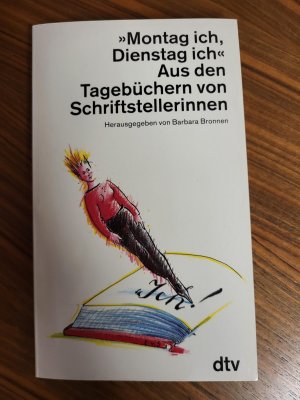 »Montag ich,
Dienstag ich«
Aus den
Tagebüchern von
Schriftstellerinnen
Herausgegeben von Barbara Bronnen
Ich!
dtv